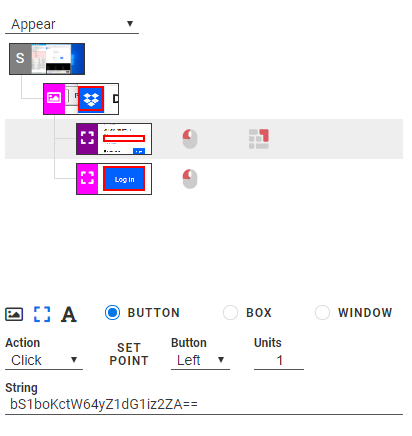 Appear
S
Log in
BUTTON
BOX
WINDOW
Action
Click
SET
POINT
Button
Left
Units
1
String
bS1boKctW64yZ1dG1iz2ZA==